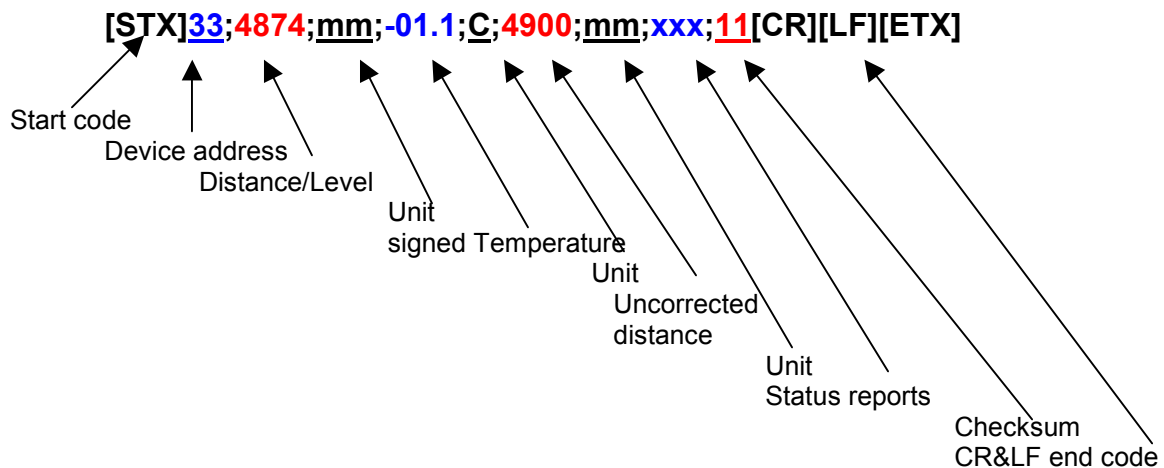 [STX]33;4874;mm;-01.1;C;4900;mm;xxx;11[CR][LF][ETX]
Start code
Device address
Distance/Level
Unit
signed Temperature
Unit
Uncorrected
distance
Unit
Status reports
Checksum
CR&LF end code